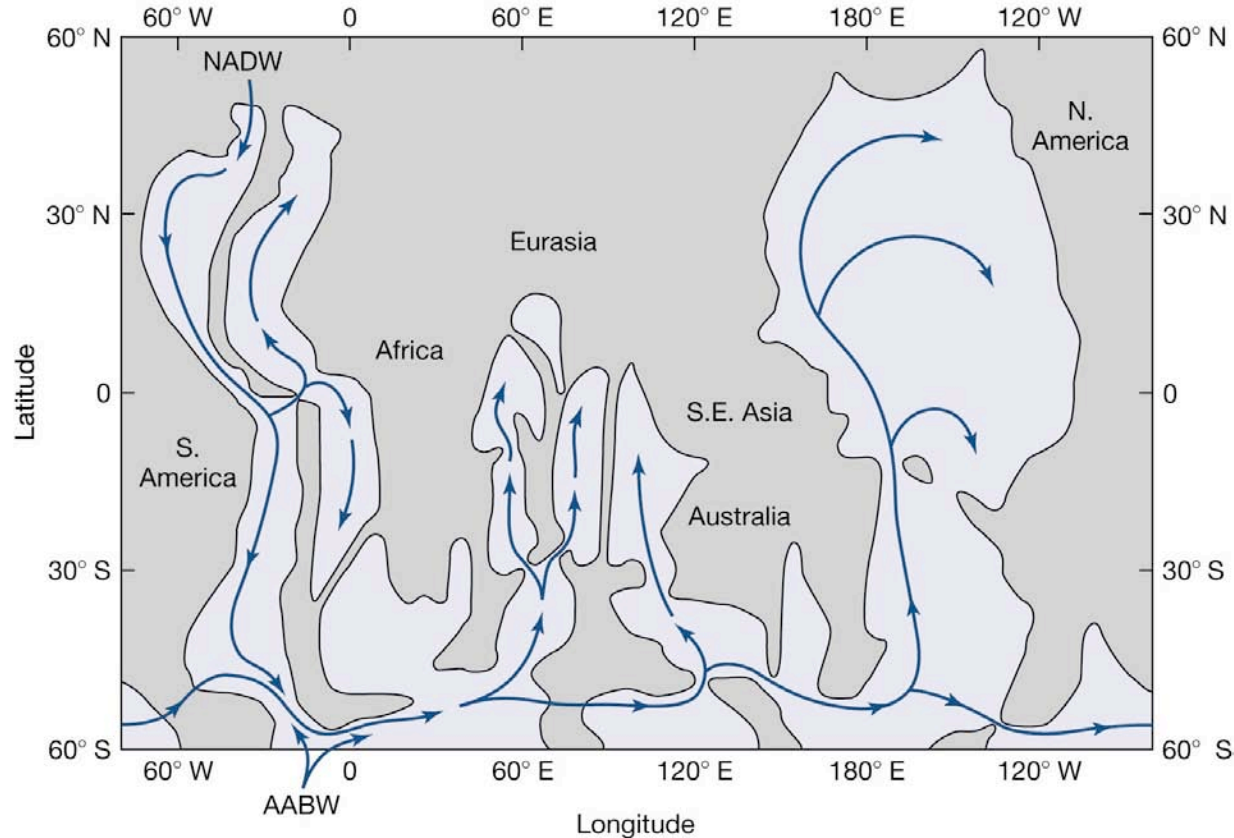 60° W 0 60° E 120° E 180° E 120° W
60° N 60° N
NADW
N.
America
30° N 30° N
Eurasia
Africa
0 0
S.E. Asia
S.
America
Australia
30° S 30° S
60° S 60° S
60° W 0 60° E 120° E 180° E 120° W
AABW
Longitude
Latitude